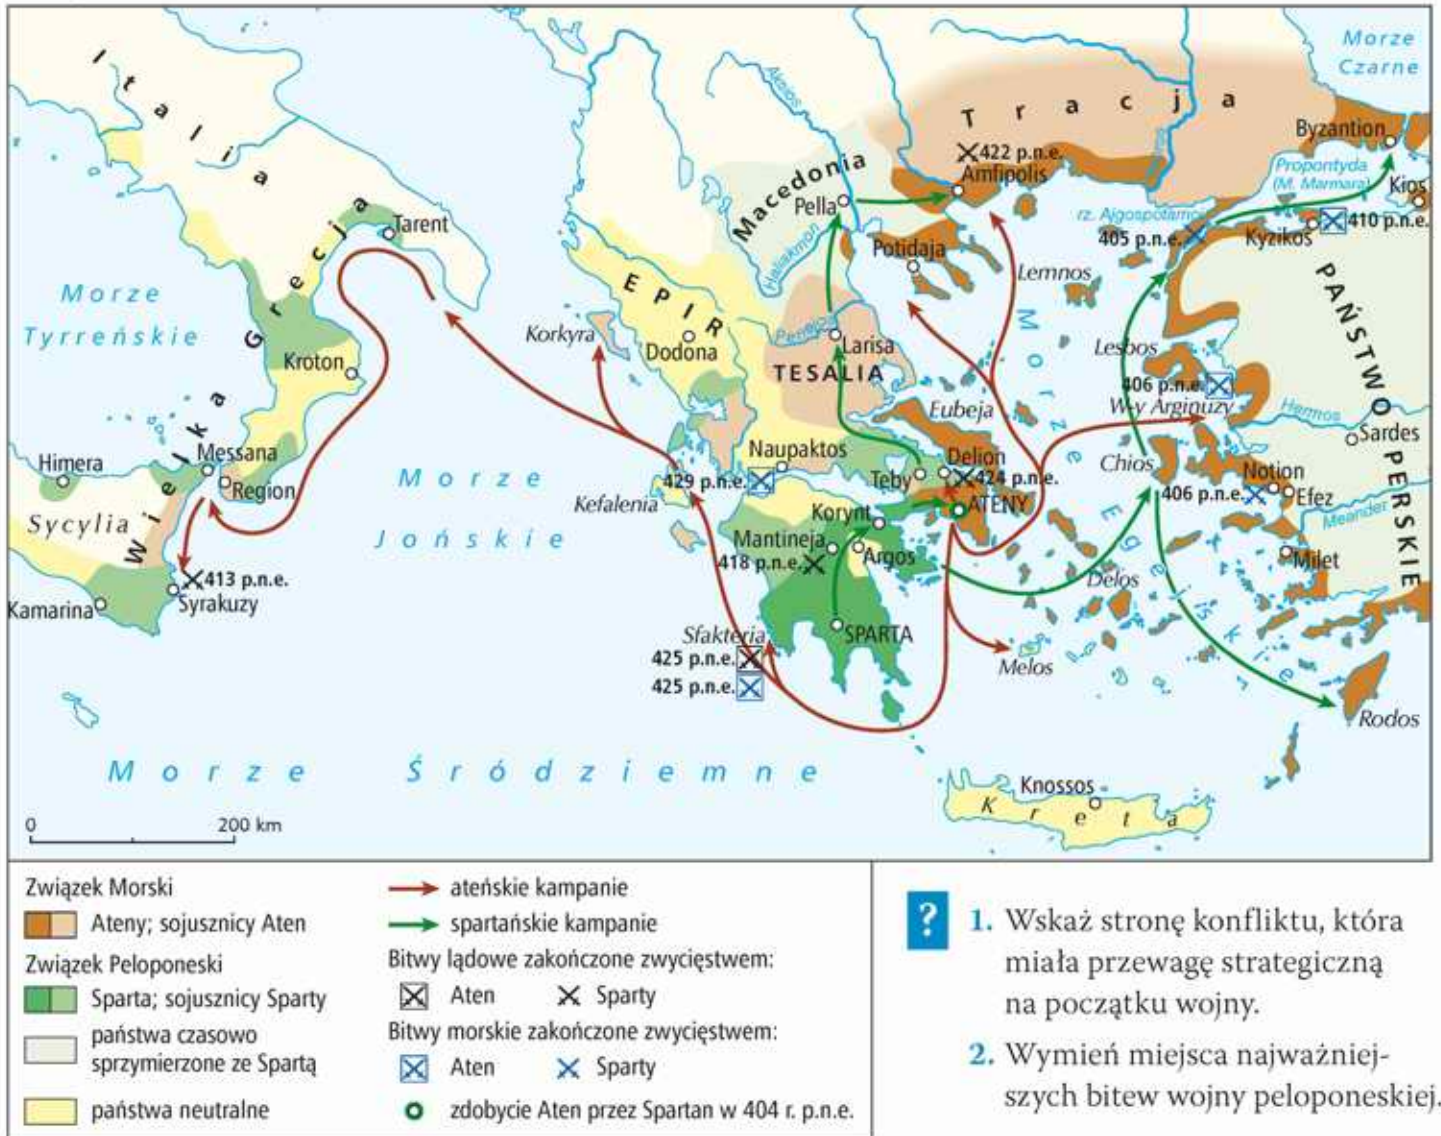 Morze
Czarne
Italia
Tracja
Aksios
Byzantion
422 p.n.e.
Amfipolis
Propontyda
(M. Marmara)
Kios
Macedonia
Pella
rz. Ajgospotamoi
410 p.n.e.
405 p.n.e.
Kyzikos
Haliakmon
Tarent
Potidaja
Lemnos
Morze
Tyrreńskie
Wielka Grecja
EPIR
Korkyra
Dodona
Penejos
Larisa
TESALIA
Morze Egejskie
Lesbos
406 p.n.e.
W-y Arginuzy
PAŃSTWO PERSKIE
Hermos
Sardes
Kroton
Eubeja
Messana
Himera
Region
Sycylia
Morze
Jońskie
Naupaktos
429 p.n.e.
Kefalenia
Teby
Delion
424 p.n.e.
ATENY
Chios
Notion
406 p.n.e.
Efez
Meander
Milet
Korynt
Mantineja
418 p.n.e.
Argos
Delos
413 p.n.e.
Syrakuzy
Kamarina
SPARTA
Sfakteria
425 p.n.e.
425 p.n.e.
Melos
Rodos
Morze Śródziemne
Knossos
Kreta
0 200 km
Związek Morski
Ateny; sojusznicy Aten
Związek Peloponeski
Sparta; sojusznicy Sparty
państwa czasowo
sprzymierzone ze Spartą
państwa neutralne
ateńskie kampanie
spartańskie kampanie
Bitwy lądowe zakończone zwycięstwem:
Aten Sparty
Bitwy morskie zakończone zwycięstwem:
Aten Sparty
zdobycie Aten przez Spartan w 404 r. p.n.e.
?
1. Wskaż stronę konfliktu, która
miała przewagę strategiczną
na początku wojny.
2. Wymień miejsca najważniej-
szych bitew wojny peloponeskiej.